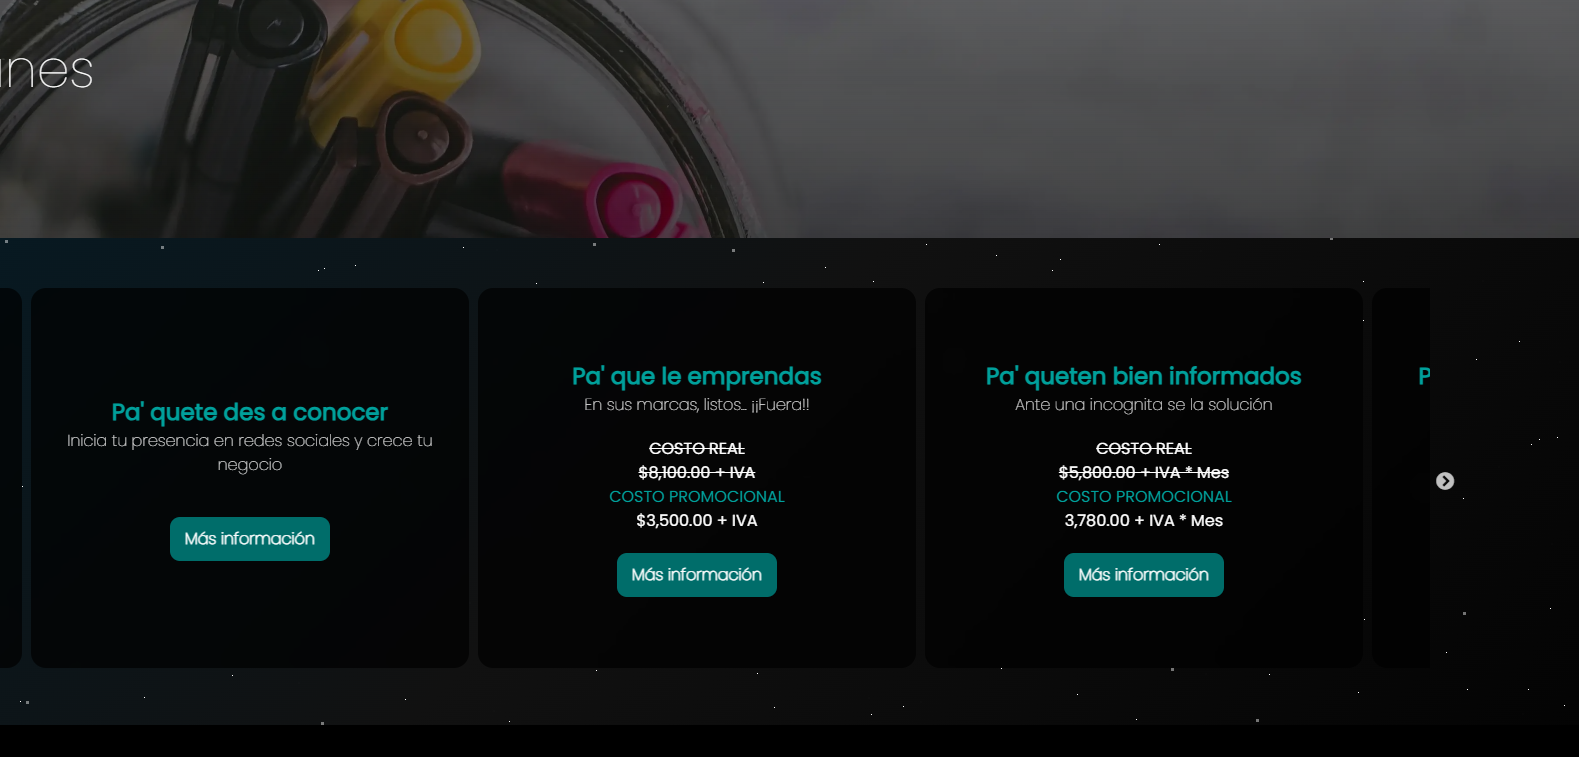 Pa' quete des a conocer
Inicia tu presencia en redes sociales y crece tu
negocio
Más información
Pa' que le emprendas
En sus marcas, listos... ¡¡Fuera!!
COSTO REAL
$8,100.00 + IVA
COSTO PROMOCIONAL
$3,500.00 + IVA
Más información
Pa' queten bien informados
Ante una incognita se la solución
COSTO REAL
$5,800.00 + IVA * Mes
COSTO PROMOCIONAL
3,780.00 + IVA * Mes
Más información